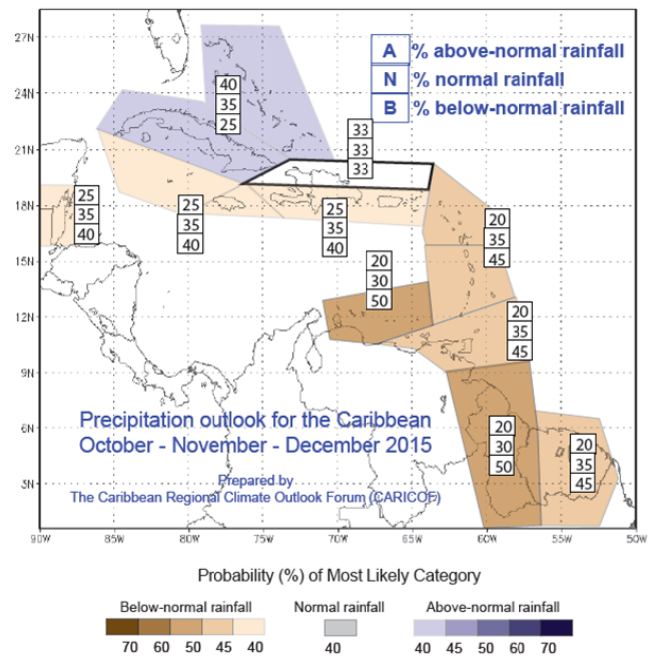 27N
24N
21N
18N
15N
12N
9N
6N
3N
A % above-normal rainfall
N % normal rainfall
B % below-normal rainfall
40
35
25
33
33
33
25
35
40
25
35
40
25
35
40
20
35
45
20
30
50
20
35
45
20
30
50
20
35
45
Precipitation outlook for the Caribbean
October - November - December 2015
Prepared by
The Caribbean Regional Climate Outlook Forum (CARICOF)
90W 85W 80W 75W 70W 65W 60W 55W 50W
Probability (%) of Most Likely Category
Below-normal rainfall Normal rainfall Above-normal rainfall
70 60 50 45 40 40 40 45 50 60 70